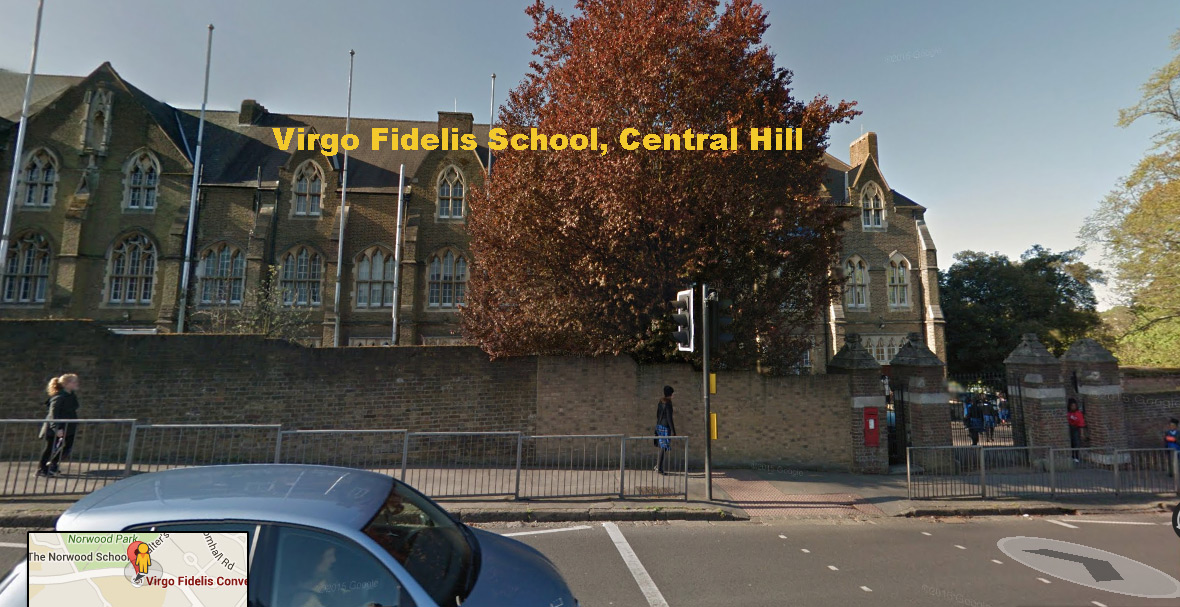 Virgo Fidelis School, Central Hill
Norwood Park
The Norwood School
Virgo Fidelis Conve